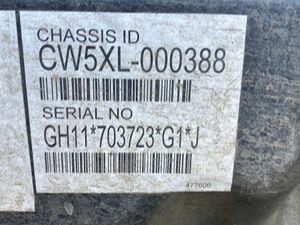 CHASSIS ID
CW5XL-000388
SERIAL NO
GH11*703723*G1*J
477606